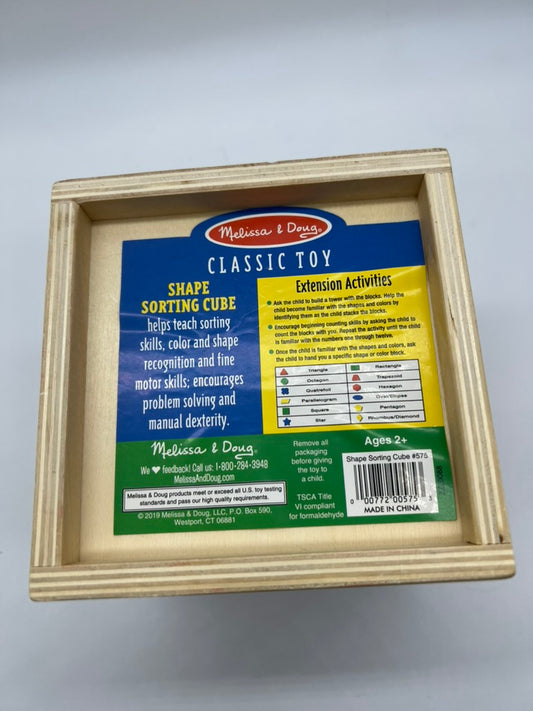 Melissa & Doug®
CLASSIC TOY
SHAPE
SORTING CUBE
helps teach sorting
skills, color and shape
recognition and fine
motor skills; encourages
problem solving and
manual dexterity.
Extension Activities
Ask the child to build a tower with the blocks. Help the
child become familiar with the shapes and colors by
identifying them as the child stacks the blocks.
Encourage beginning counting skills by asking the child to
count the blocks with you. Repeat the activity until the child
is familiar with the numbers one through twelve.
Once the child is familiar with the shapes and colors, ask
the child to hand you a specific shape or color block.
Triangle Rectangle
Octagon Trapezoid
Quatrefoil Hexagon
Parallelogram Oval/Ellipse
Square Pentagon
Star Rhombus/Diamond
Melissa & Doug®
We ♥ feedback! Call us: 1-800-284-3948
MelissaAndDoug.com
Melissa & Doug products meet or exceed all U.S. toy testing
standards and pass our high quality requirements.
© 2019 Melissa & Doug, LLC, P.O. Box 590,
Westport, CT 06881
Remove all
packaging
before giving
the toy to
a child.
TSCA Title
VI compliant
for formaldehyde
Ages 2+
Shape Sorting Cube #575
0 00772 00575 3
MADE IN CHINA